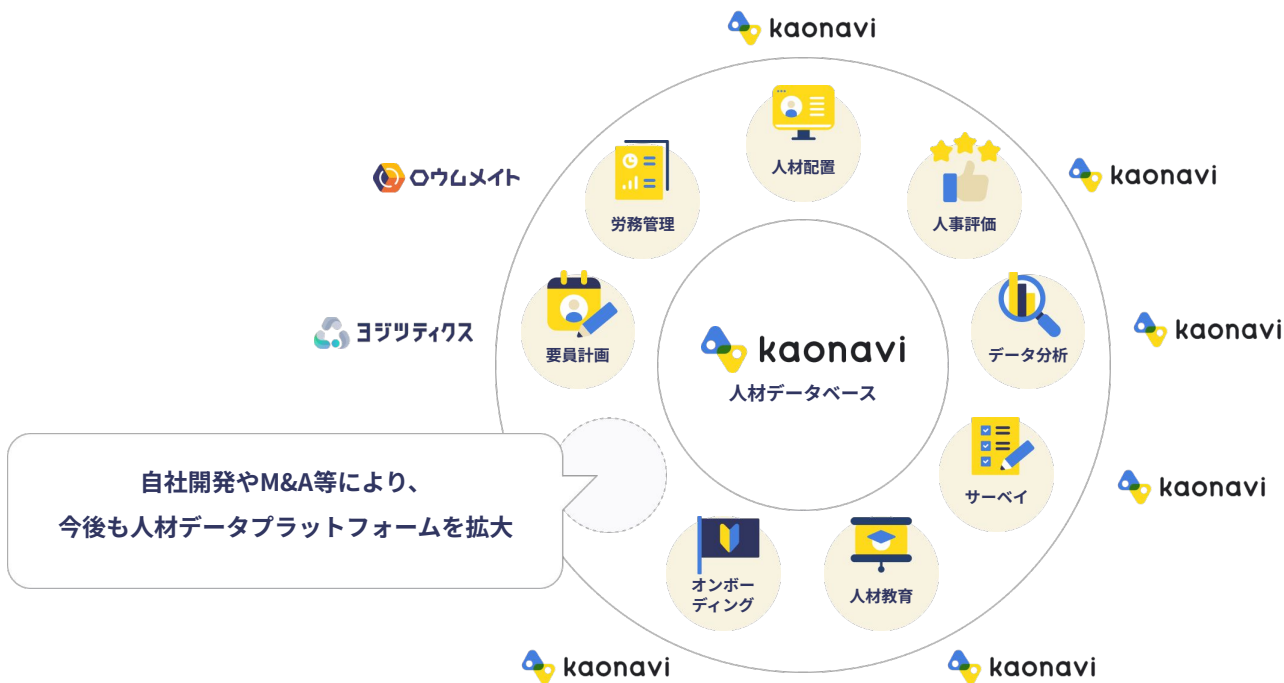 kaonavi
人材配置
kaonavi
人事評価
ロウムメイト
労務管理
kaonavi
データ分析
ヨジツティクス
要員計画
kaonavi
人材データベース
自社開発やM&A等により、
今後も人材データプラットフォームを拡大
kaonavi
サーベイ
オンボー
ディング
人材教育
kaonavi
kaonavi